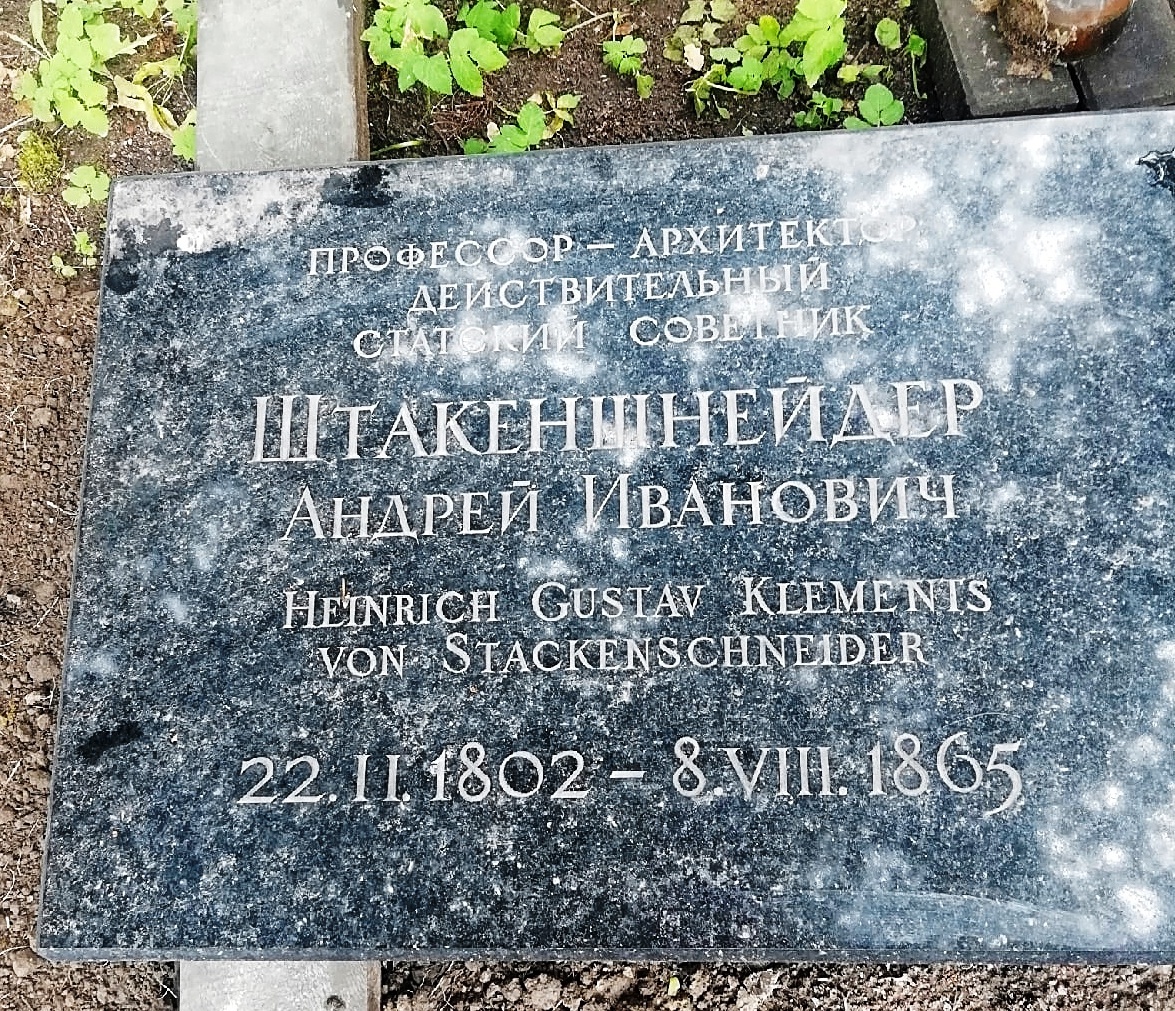 ПРОФЕССОР – АРХИТЕКТОР
ДЕЙСТВИТЕЛЬНЫЙ
СТАТСКИЙ СОВЕТНИК
ШТАКЕНШНЕЙДЕР
АНДРЕЙ ИВАНОВИЧ
HEINRICH GUSTAV KLEMENTS
VON STACKENSCHNEIDER
22.II.1802 – 8.VIII.1865